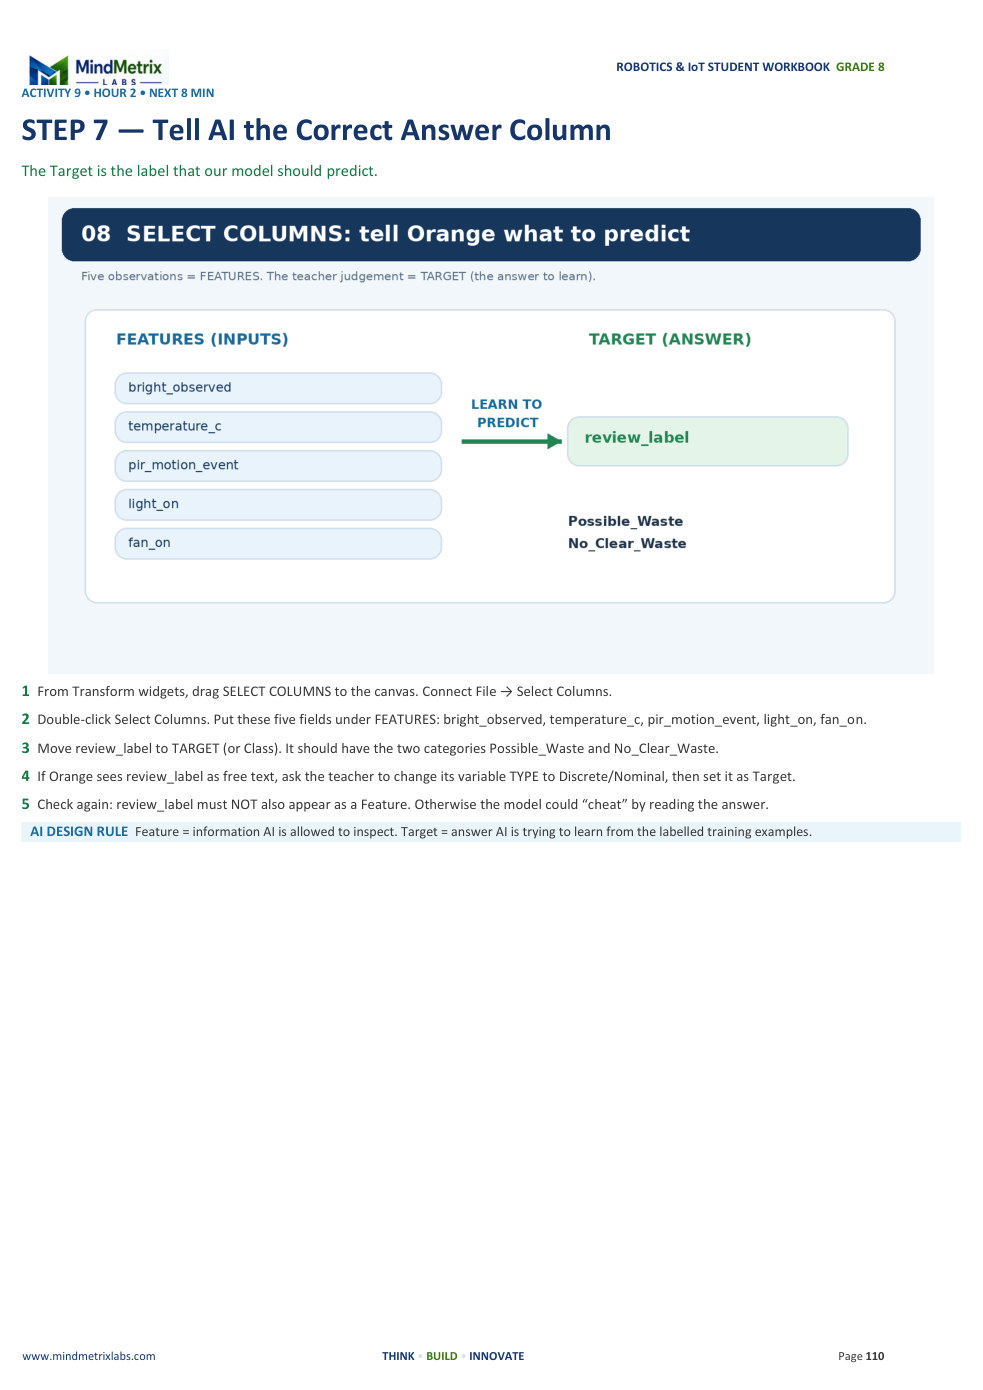 MindMetrix
LABS
ROBOTICS & IoT STUDENT WORKBOOK GRADE 8
ACTIVITY 9 • HOUR 2 • NEXT 8 MIN
STEP 7 — Tell AI the Correct Answer Column
The Target is the label that our model should predict.
08 SELECT COLUMNS: tell Orange what to predict
Five observations = FEATURES. The teacher judgement = TARGET (the answer to learn).
FEATURES (INPUTS)
bright_observed
temperature_c
pir_motion_event
light_on
fan_on
LEARN TO
PREDICT
TARGET (ANSWER)
review_label
Possible_Waste
No_Clear_Waste
1 From Transform widgets, drag SELECT COLUMNS to the canvas. Connect File → Select Columns.
2 Double-click Select Columns. Put these five fields under FEATURES: bright_observed, temperature_c, pir_motion_event, light_on, fan_on.
3 Move review_label to TARGET (or Class). It should have the two categories Possible_Waste and No_Clear_Waste.
4 If Orange sees review_label as free text, ask the teacher to change its variable TYPE to Discrete/Nominal, then set it as Target.
5 Check again: review_label must NOT also appear as a Feature. Otherwise the model could “cheat” by reading the answer.
AI DESIGN RULE Feature = information AI is allowed to inspect. Target = answer AI is trying to learn from the labelled training examples.
www.mindmetrixlabs.com
THINK • BUILD • INNOVATE
Page 110